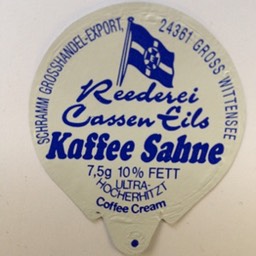 SCHRAMM GROSSHANDEL-EXPORT, 24361 GROSS WITTENSEE
Reederei
Cassen Eils
Kaffee Sahne
7,5g 10% FETT
ULTRA-
HOCHERHITZT
Coffee Cream